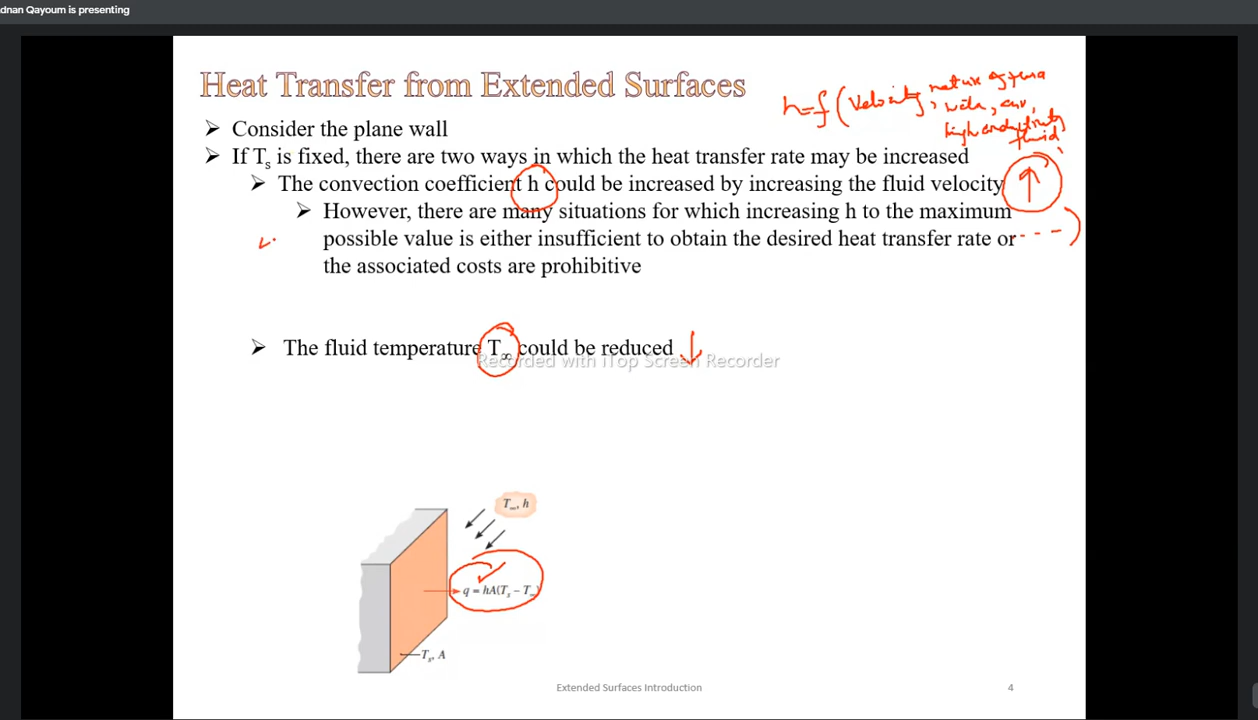 dnan Qayoum is presenting
Heat Transfer from Extended Surfaces
h = f (Velocity, nature of
high conductivity
fluid
➢ Consider the plane wall
➢ If Ts is fixed, there are two ways in which the heat transfer rate may be increased
➢ The convection coefficient h could be increased by increasing the fluid velocity ↑
➢ However, there are many situations for which increasing h to the maximum
possible value is either insufficient to obtain the desired heat transfer rate or
the associated costs are prohibitive
➢ The fluid temperature T∞ could be reduced ↓
Recorded with iTop Screen Recorder
T∞, h
q = hA(Ts − T∞)
Ts, A
Extended Surfaces Introduction
4